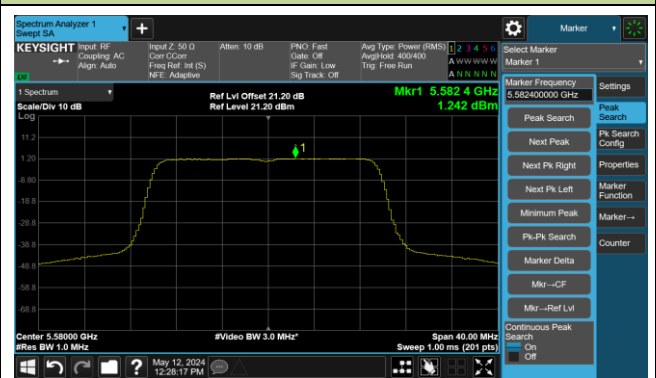 Spectrum Analyzer 1
Swept SA
Marker
KEYSIGHT
Input: RF
Coupling: AC
Align: Auto
Input Z: 50 Ω
Corr CCorr
Freq Ref: Int (S)
NFE: Adaptive
Atten: 10 dB
PNO: Fast
Gate: Off
IF Gain: Low
Sig Track: Off
Avg Type: Power (RMS)
Avg|Hold: 400/400
Trig: Free Run
1 2 3 4 5 6
A W W W W W
A N N N N N
LXI
Select Marker
Marker 1
1 Spectrum
Scale/Div 10 dB
Log
Ref Lvl Offset 21.20 dB
Ref Level 21.20 dBm
Mkr1 5.582 4 GHz
1.242 dBm
11.2
1.20
-8.80
-18.8
-28.8
-38.8
-48.8
-58.8
-68.8
1
Center 5.58000 GHz
#Res BW 1.0 MHz
#Video BW 3.0 MHz*
Span 40.00 MHz
Sweep 1.00 ms (201 pts)
Marker Frequency
5.582400000 GHz
Peak Search
Next Peak
Next Pk Right
Next Pk Left
Minimum Peak
Pk-Pk Search
Marker Delta
Mkr→CF
Mkr→Ref Lvl
Continuous Peak
Search
On
Off
Settings
Peak
Search
Pk Search
Config
Properties
Marker
Function
Marker→
Counter
?
May 12, 2024
12:28:17 PM